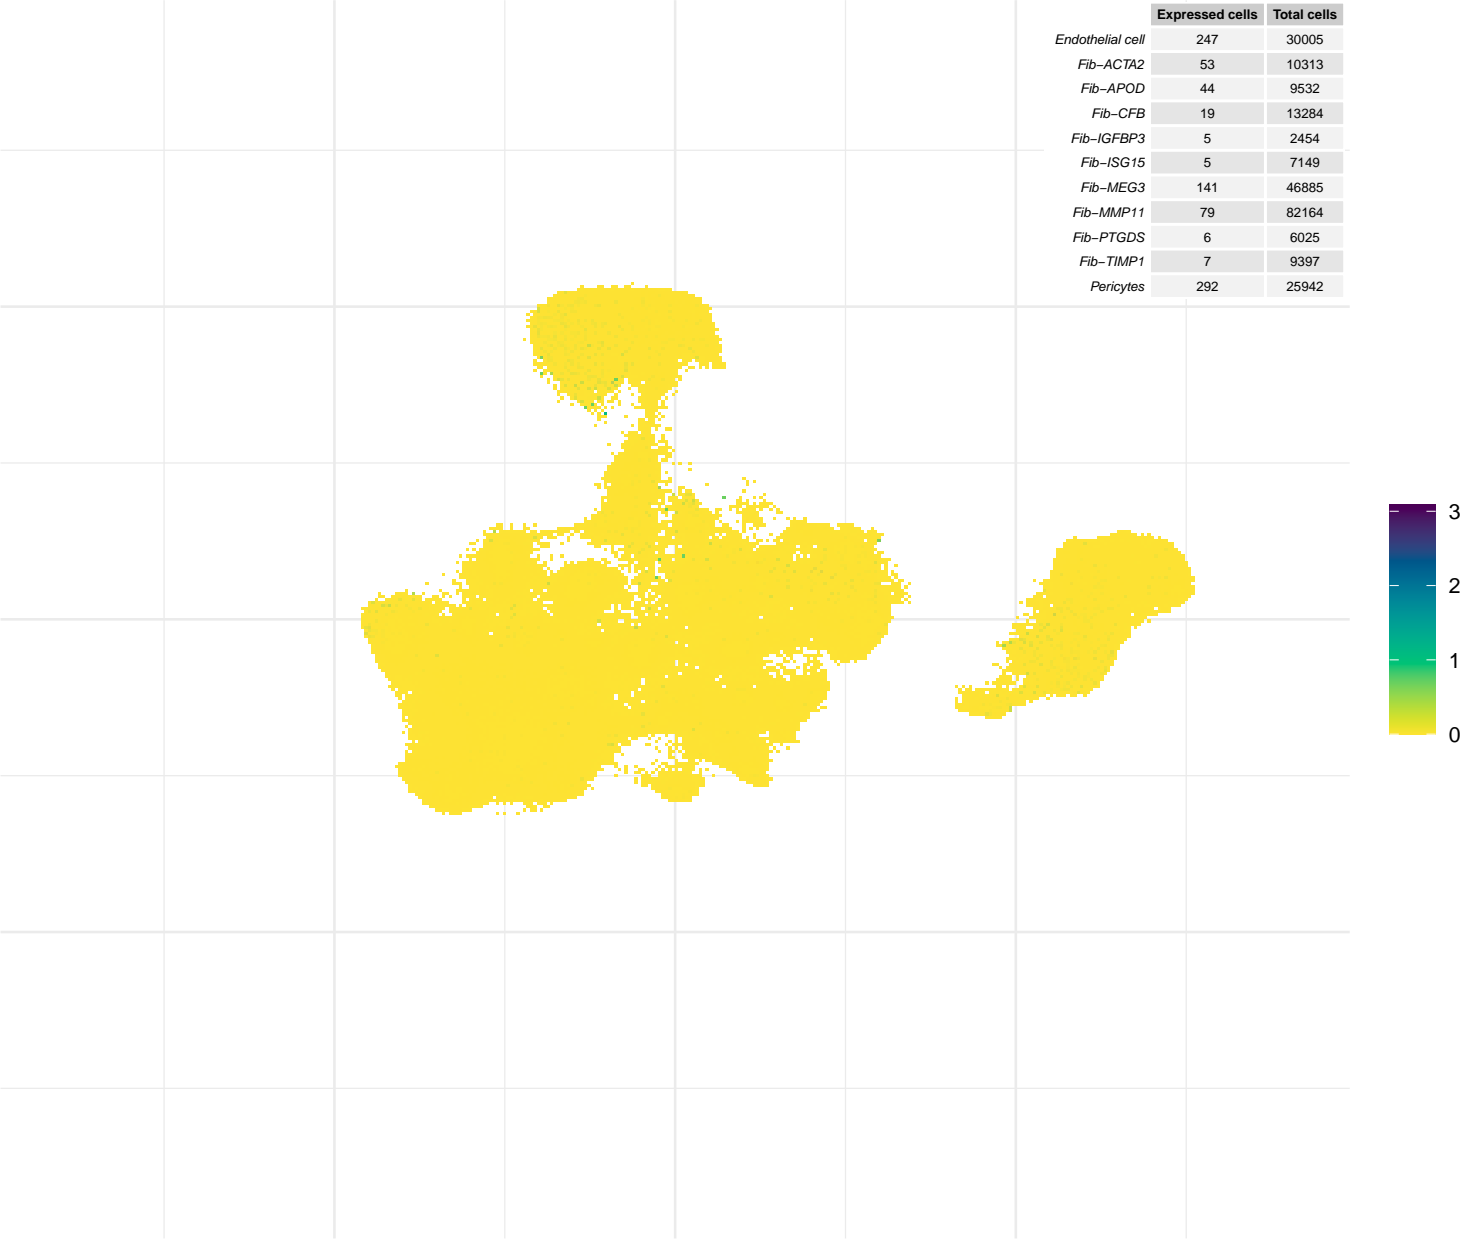 Expressed cells Total cells
Endothelial cell 247 30005
Fib−ACTA2 53 10313
Fib−APOD 44 9532
Fib−CFB 19 13284
Fib−IGFBP3 5 2454
Fib−ISG15 5 7149
Fib−MEG3 141 46885
Fib−MMP11 79 82164
Fib−PTGDS 6 6025
Fib−TIMP1 7 9397
Pericytes 292 25942
3
2
1
0